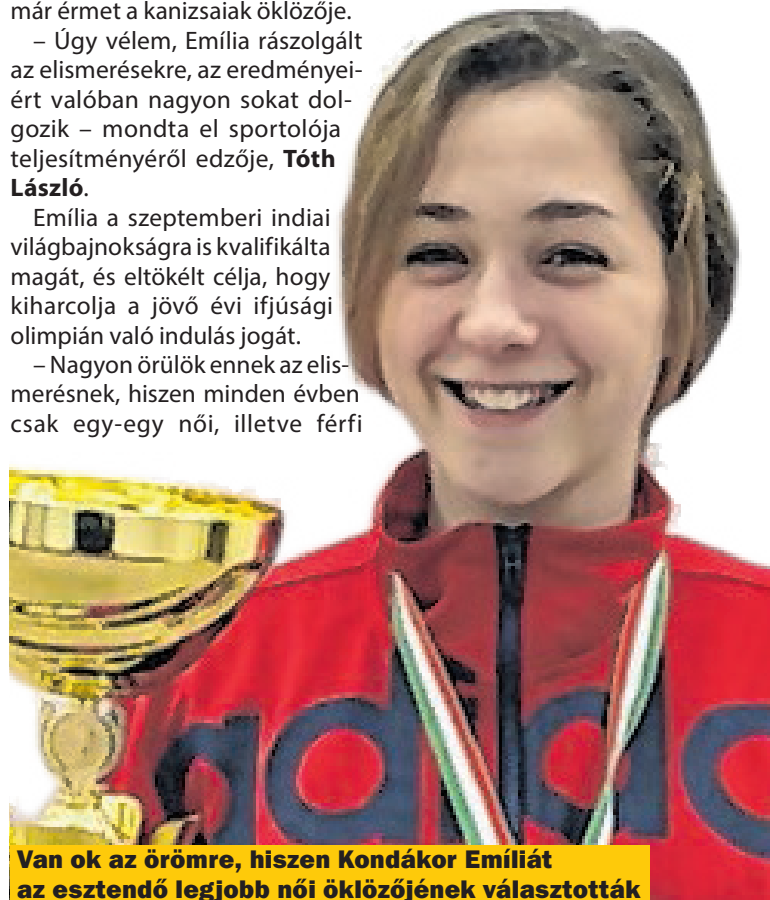 már érmet a kanizsaiak öklözője.
– Úgy vélem, Emília rászolgált
az elismerésekre, az eredményei-
ért valóban nagyon sokat dol-
gozik – mondta el sportolója
teljesítményéről edzője, Tóth
László.
Emília a szeptemberi indiai
világbajnokságra is kvalifikálta
magát, és eltökélt célja, hogy
kiharcolja a jövő évi ifjúsági
olimpián való indulás jogát.
– Nagyon örülök ennek az elis-
merésnek, hiszen minden évben
csak egy-egy női, illetve férfi
adida
Van ok az örömre, hiszen Kondákor Emíliát
az esztendő legjobb női öklözőjének választották